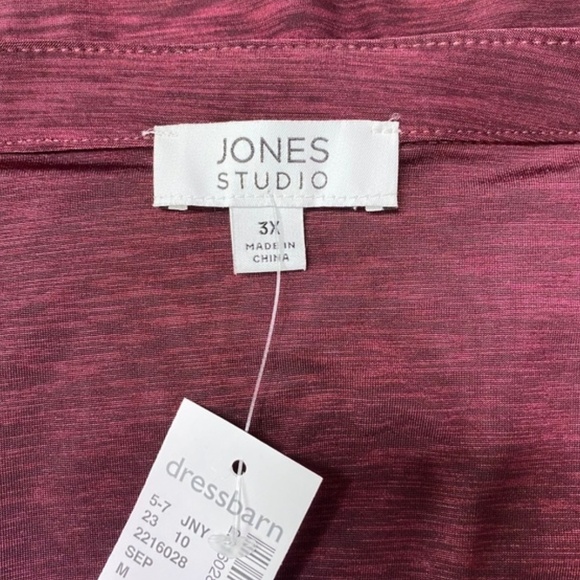 JONES
STUDIO
3X
MADE IN
CHINA
dressbarn
5-7 JNY
23 10
2216028
SEP
M